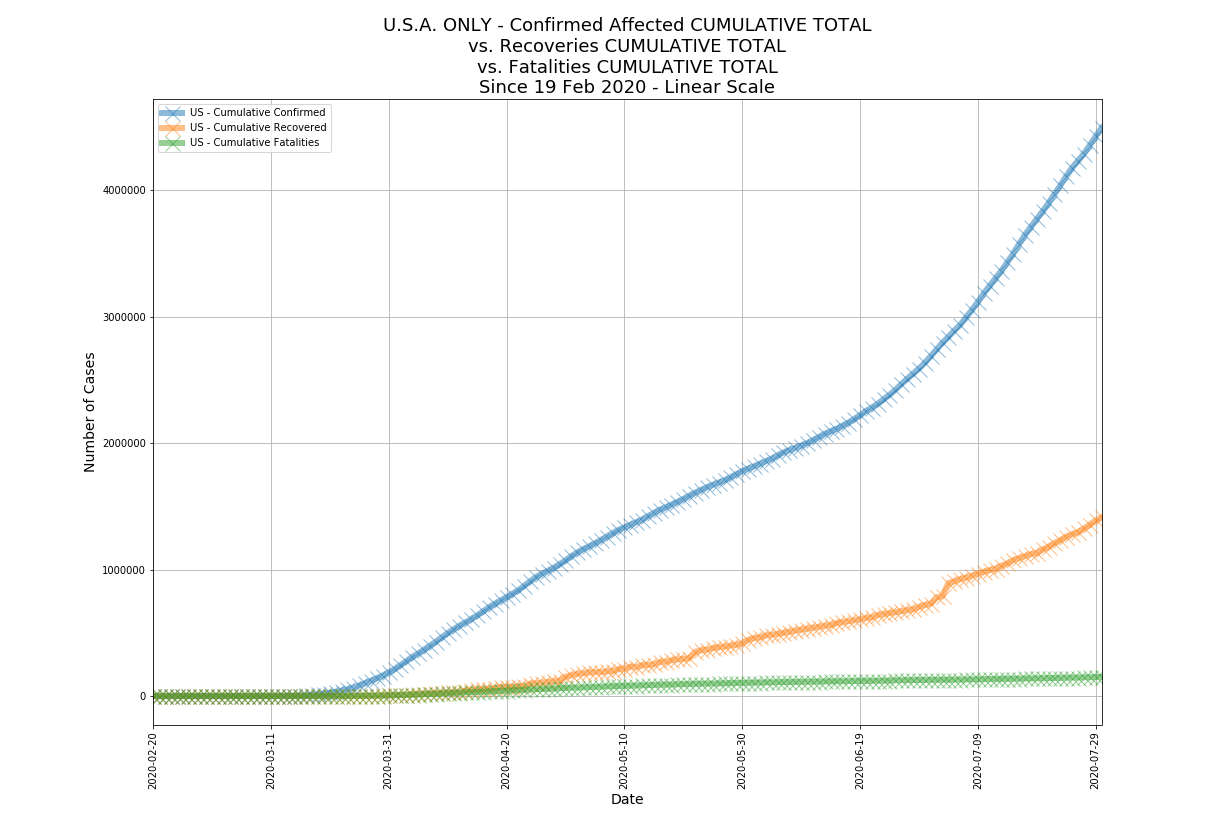 U.S.A. ONLY - Confirmed Affected CUMULATIVE TOTAL
vs. Recoveries CUMULATIVE TOTAL
vs. Fatalities CUMULATIVE TOTAL
Since 19 Feb 2020 - Linear Scale
US - Cumulative Confirmed
US - Cumulative Recovered
US - Cumulative Fatalities
Number of Cases
4000000
3000000
2000000
1000000
0
2020-02-20
2020-03-11
2020-03-31
2020-04-20
2020-05-10
2020-05-30
2020-06-19
2020-07-09
2020-07-29
Date